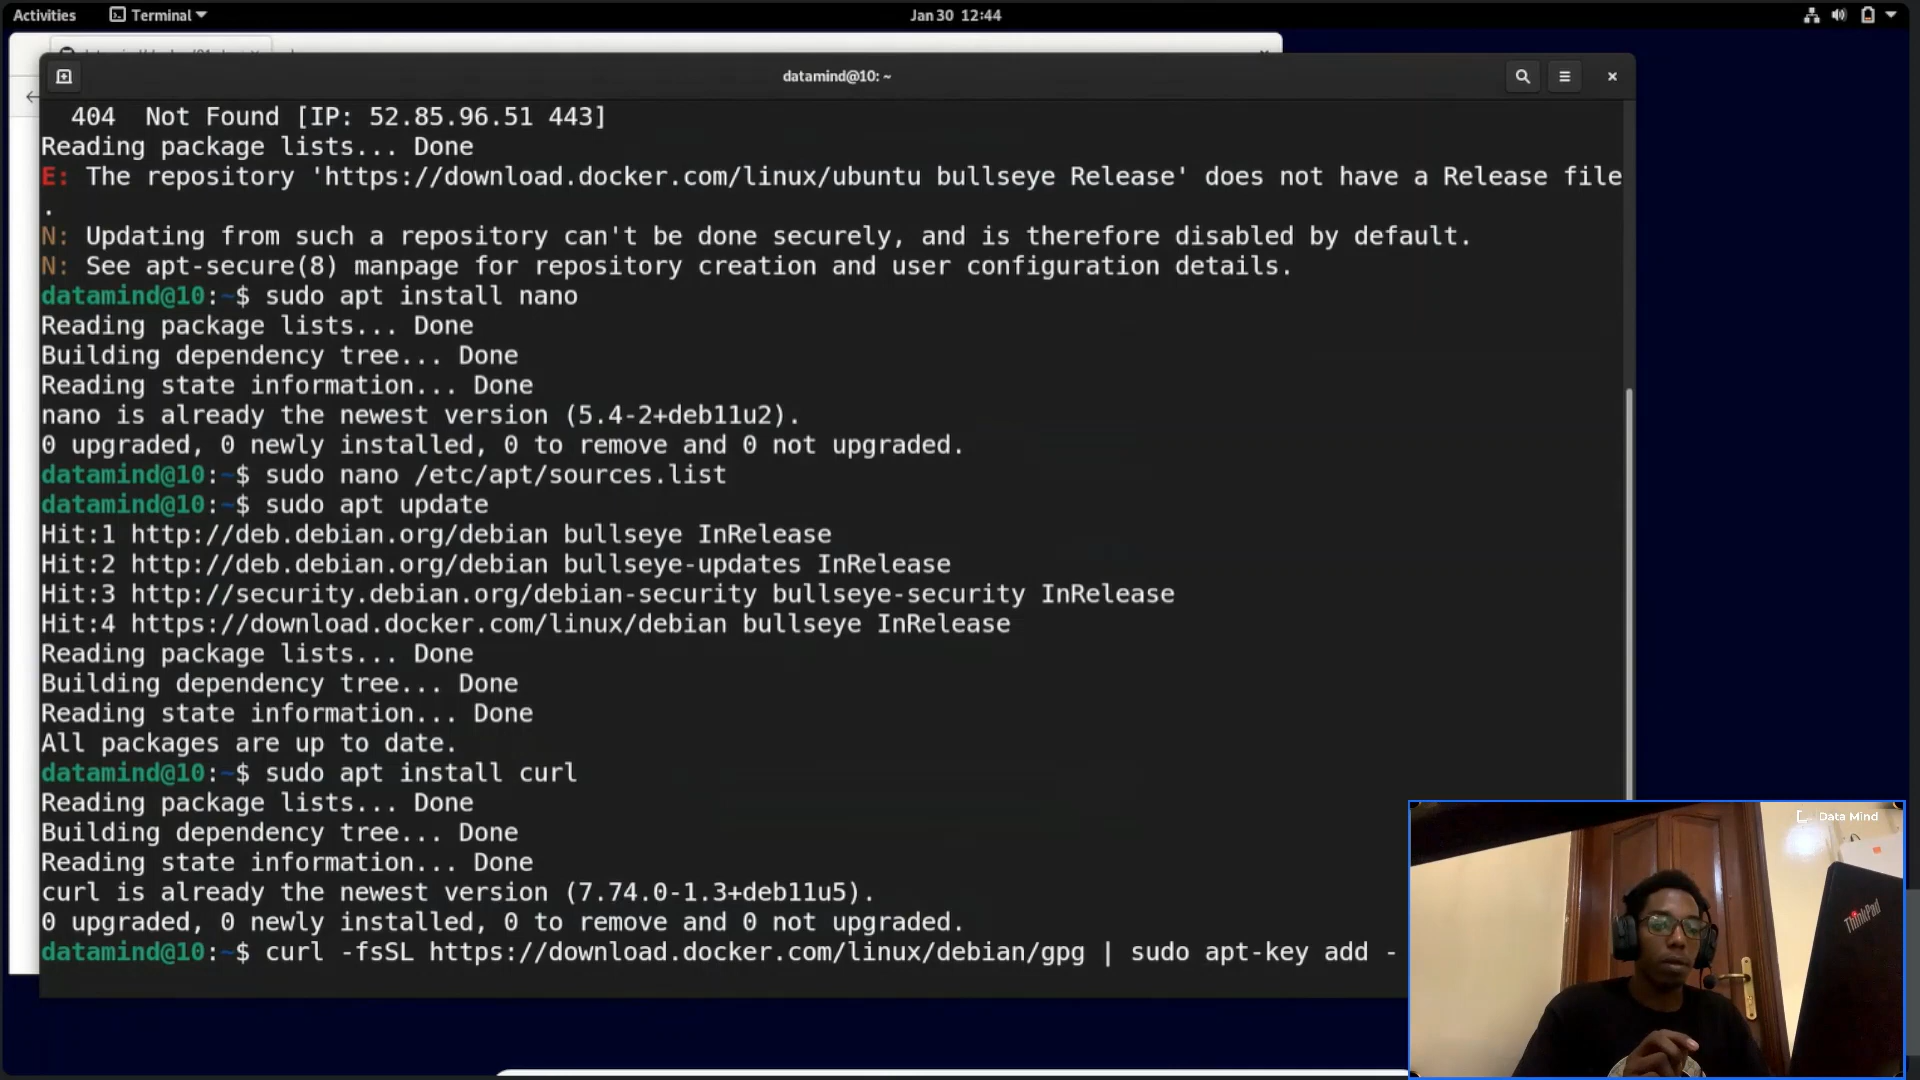 Activities
Terminal
Jan 30 12:44
datamind@10: ~
404  Not Found [IP: 52.85.96.51 443]
Reading package lists... Done
E: The repository 'https://download.docker.com/linux/ubuntu bullseye Release' does not have a Release file
.
N: Updating from such a repository can't be done securely, and is therefore disabled by default.
N: See apt-secure(8) manpage for repository creation and user configuration details.
datamind@10:~$ sudo apt install nano
Reading package lists... Done
Building dependency tree... Done
Reading state information... Done
nano is already the newest version (5.4-2+deb11u2).
0 upgraded, 0 newly installed, 0 to remove and 0 not upgraded.
datamind@10:~$ sudo nano /etc/apt/sources.list
datamind@10:~$ sudo apt update
Hit:1 http://deb.debian.org/debian bullseye InRelease
Hit:2 http://deb.debian.org/debian bullseye-updates InRelease
Hit:3 http://security.debian.org/debian-security bullseye-security InRelease
Hit:4 https://download.docker.com/linux/debian bullseye InRelease
Reading package lists... Done
Building dependency tree... Done
Reading state information... Done
All packages are up to date.
datamind@10:~$ sudo apt install curl
Reading package lists... Done
Building dependency tree... Done
Reading state information... Done
curl is already the newest version (7.74.0-1.3+deb11u5).
0 upgraded, 0 newly installed, 0 to remove and 0 not upgraded.
datamind@10:~$ curl -fsSL https://download.docker.com/linux/debian/gpg | sudo apt-key add -
Data Mind
ThinkPad